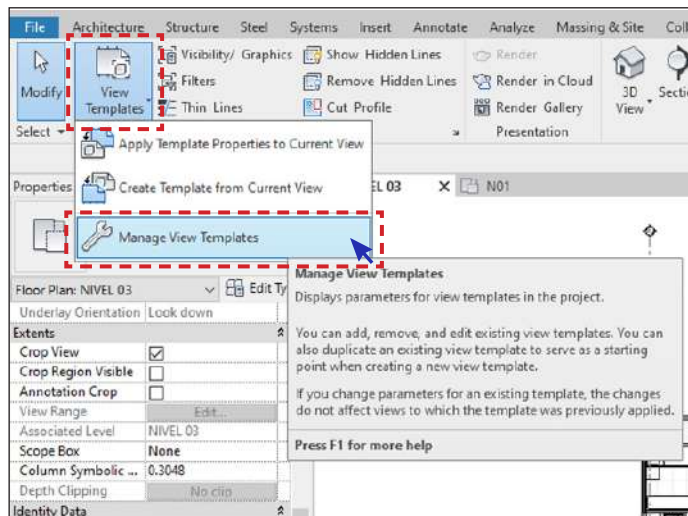 File Architecture Structure Steel Systems Insert Annotate Analyze Massing & Site Coll
Modify
View
Templates
Visibility/ Graphics
Filters
Thin Lines
Show Hidden Lines
Remove Hidden Lines
Cut Profile
Render
Render in Cloud
Render Gallery
3D
View
Sectio
Select
Presentation
Apply Template Properties to Current View
Create Template from Current View
Manage View Templates
Properties
EL 03
N01
Manage View Templates
Displays parameters for view templates in the project.
You can add, remove, and edit existing view templates. You can
also duplicate an existing view template to serve as a starting
point when creating a new view template.
If you change parameters for an existing template, the changes
do not affect views to which the template was previously applied.
Press F1 for more help
Floor Plan: NIVEL 03 Edit Ty
Underlay Orientation Look down
Extents
Crop View
Crop Region Visible
Annotation Crop
View Range Edit...
Associated Level NIVEL 03
Scope Box None
Column Symbolic ... 0.3048
Depth Clipping No clip
Identity Data